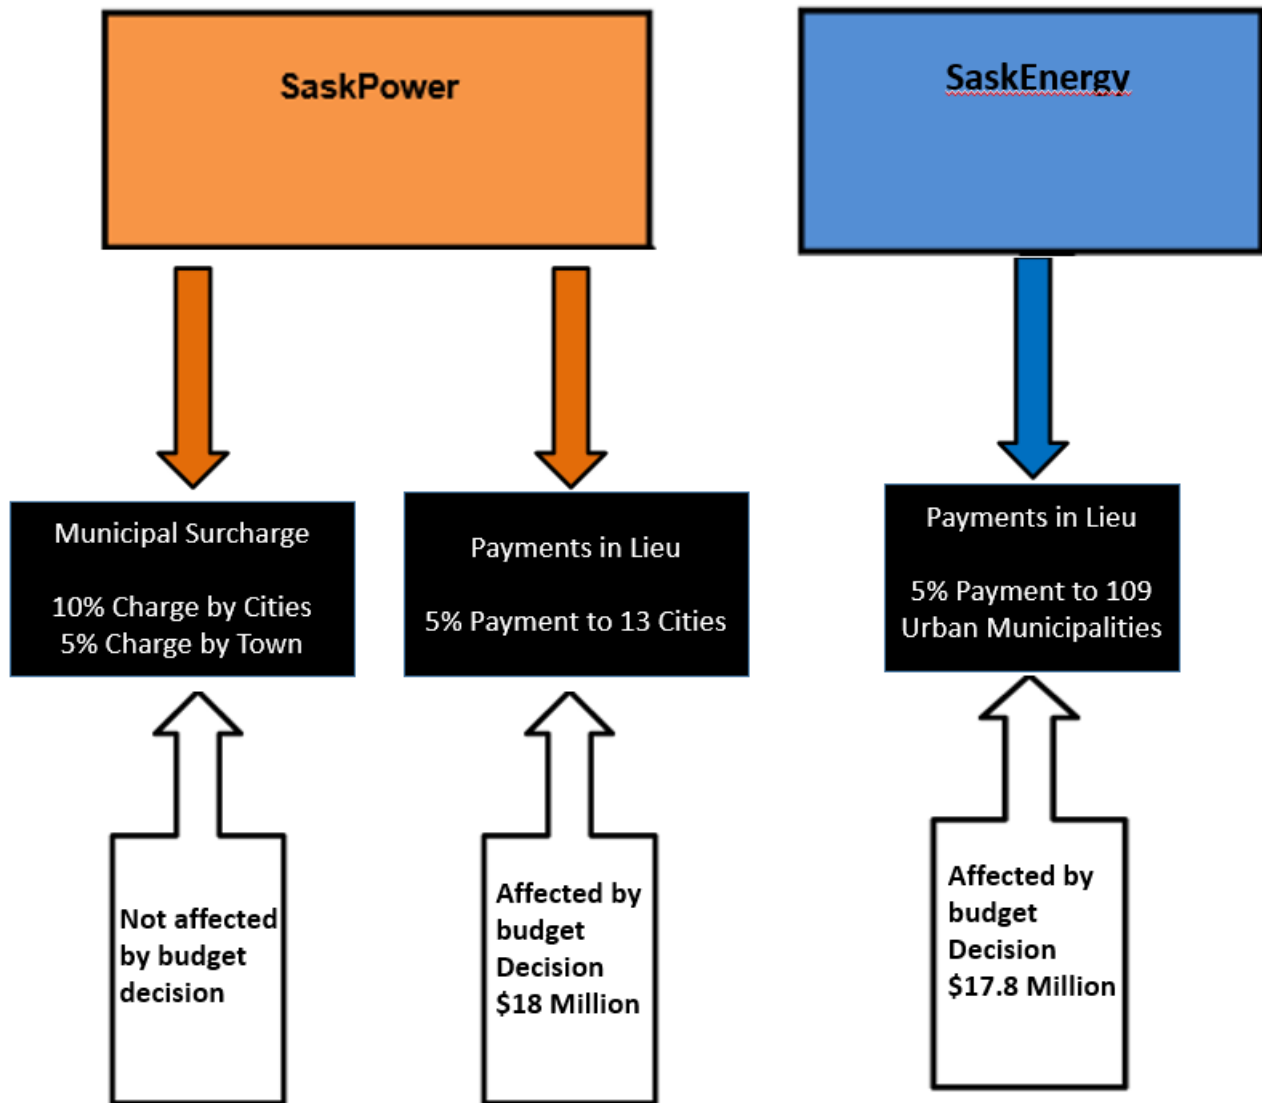 SaskPower
SaskEnergy
Municipal Surcharge
10% Charge by Cities
5% Charge by Town
Payments in Lieu
5% Payment to 13 Cities
Payments in Lieu
5% Payment to 109
Urban Municipalities
Not affected
by budget
decision
Affected by
budget
Decision
$18 Million
Affected by
budget
Decision
$17.8 Million